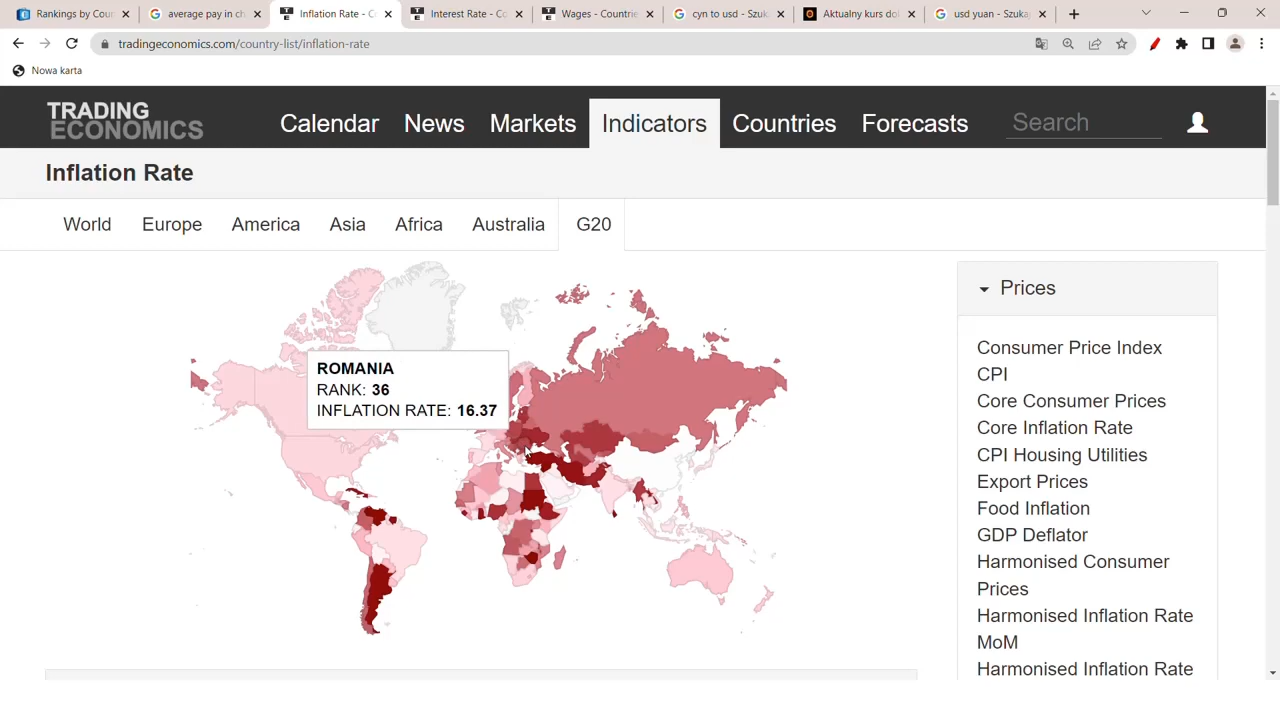 Rankings by Coun
average pay in ch
Inflation Rate - C
Interest Rate - Co
Wages - Countrie
cyn to usd - Szuka
Aktualny kurs dol
usd yuan - Szuka
tradingeconomics.com/country-list/inflation-rate
Nowa karta
TRADING
ECONOMICS
Calendar News Markets Indicators Countries Forecasts Search
Inflation Rate
World Europe America Asia Africa Australia G20
ROMANIA
RANK: 36
INFLATION RATE: 16.37
Prices
Consumer Price Index
CPI
Core Consumer Prices
Core Inflation Rate
CPI Housing Utilities
Export Prices
Food Inflation
GDP Deflator
Harmonised Consumer
Prices
Harmonised Inflation Rate
MoM
Harmonised Inflation Rate